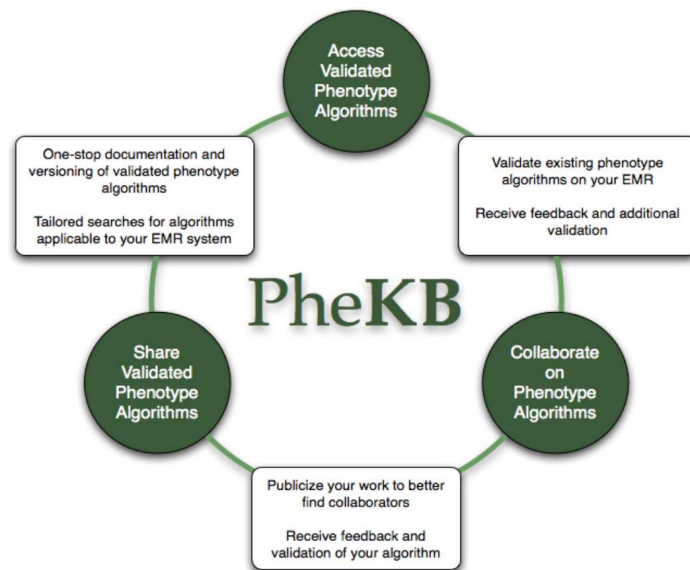 Access
Validated
Phenotype
Algorithms
One-stop documentation and
versioning of validated phenotype
algorithms
Tailored searches for algorithms
applicable to your EMR system
Validate existing phenotype
algorithms on your EMR
Receive feedback and additional
validation
PheKB
Share
Validated
Phenotype
Algorithms
Collaborate
on
Phenotype
Algorithms
Publicize your work to better
find collaborators
Receive feedback and
validation of your algorithm